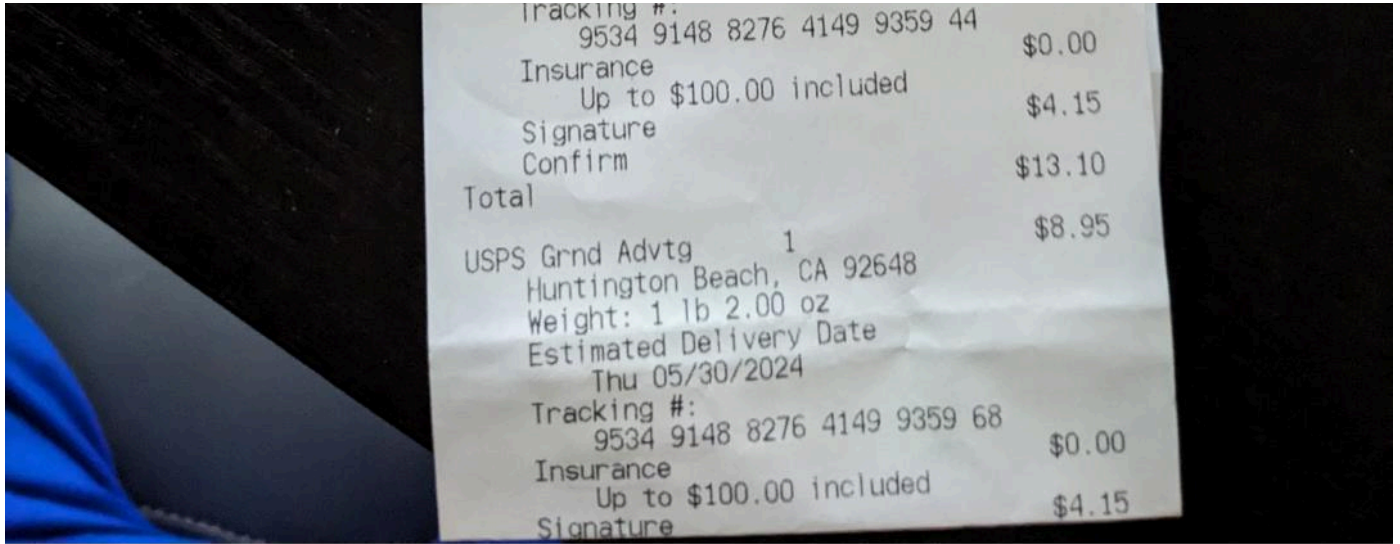 Tracking #:
9534 9148 8276 4149 9359 44
Insurance $0.00
Up to $100.00 included
Signature $4.15
Confirm
Total $13.10
USPS Grnd Advtg 1 $8.95
Huntington Beach, CA 92648
Weight: 1 lb 2.00 oz
Estimated Delivery Date
Thu 05/30/2024
Tracking #:
9534 9148 8276 4149 9359 68
Insurance $0.00
Up to $100.00 included
Signature $4.15